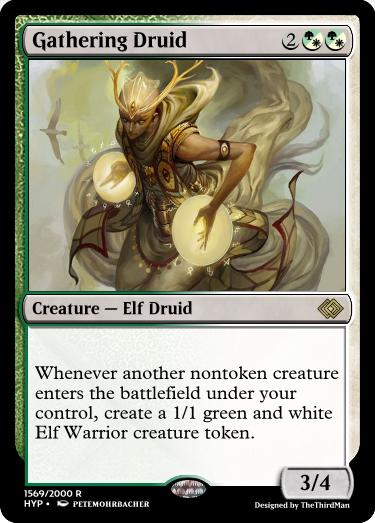 Gathering Druid 2
Creature — Elf Druid
Whenever another nontoken creature
enters the battlefield under your
control, create a 1/1 green and white
Elf Warrior creature token.
3/4
1569/2000 R
HYP • PETEMOHRBACHER
Designed by TheThirdMan